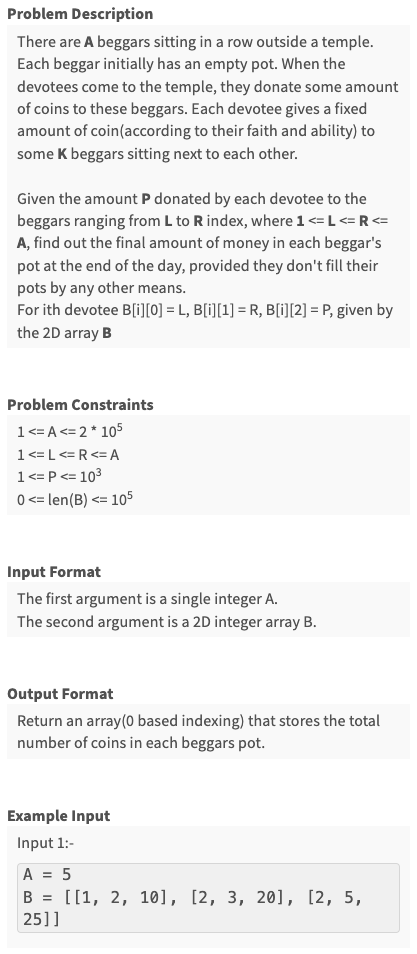 Problem Description
There are A beggars sitting in a row outside a temple.
Each beggar initially has an empty pot. When the
devotees come to the temple, they donate some amount
of coins to these beggars. Each devotee gives a fixed
amount of coin(according to their faith and ability) to
some K beggars sitting next to each other.
Given the amount P donated by each devotee to the
beggars ranging from L to R index, where 1 <= L <= R <=
A, find out the final amount of money in each beggar's
pot at the end of the day, provided they don't fill their
pots by any other means.
For ith devotee B[i][0] = L, B[i][1] = R, B[i][2] = P, given by
the 2D array B
Problem Constraints
1 <= A <= 2 * 10⁵
1 <= L <= R <= A
1 <= P <= 10³
0 <= len(B) <= 10⁵
Input Format
The first argument is a single integer A.
The second argument is a 2D integer array B.
Output Format
Return an array(0 based indexing) that stores the total
number of coins in each beggars pot.
Example Input
Input 1:-
A = 5
B = [[1, 2, 10], [2, 3, 20], [2, 5,
25]]